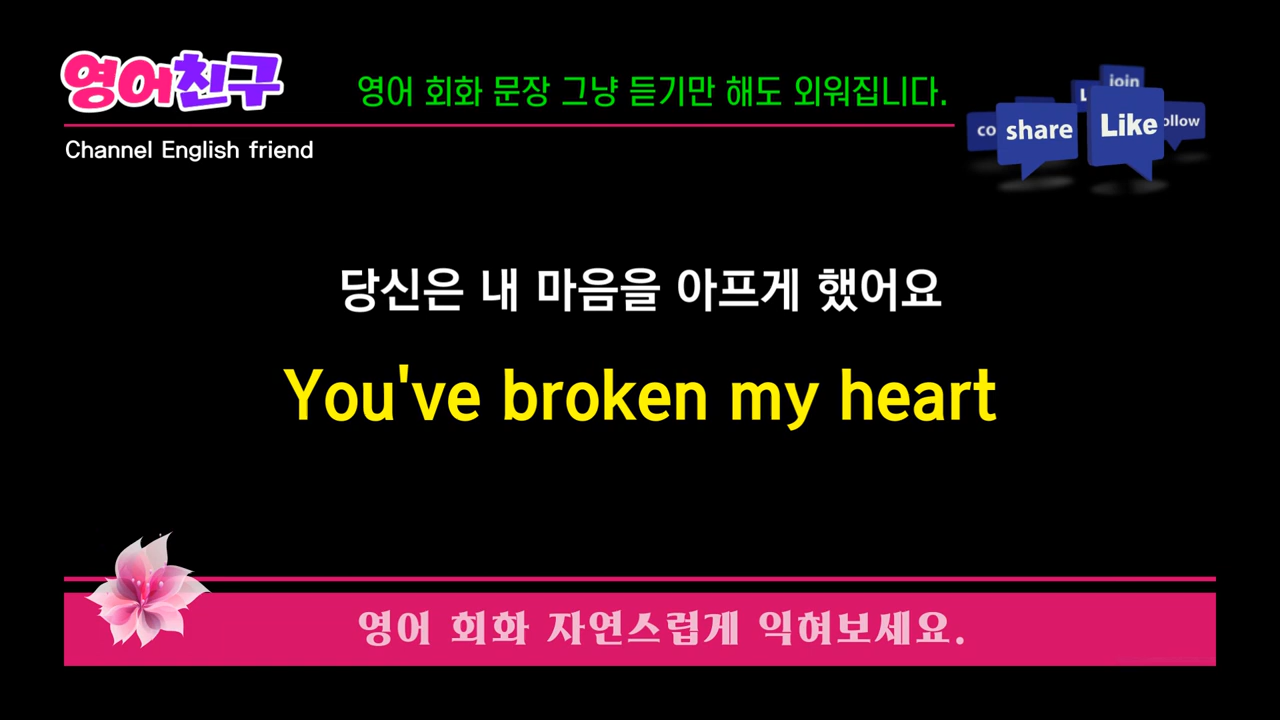 영어친구
영어 회화 문장 그냥 듣기만 해도 외워집니다.
Channel English friend
join
share
Like
당신은 내 마음을 아프게 했어요
You've broken my heart
영어 회화 자연스럽게 익혀보세요.